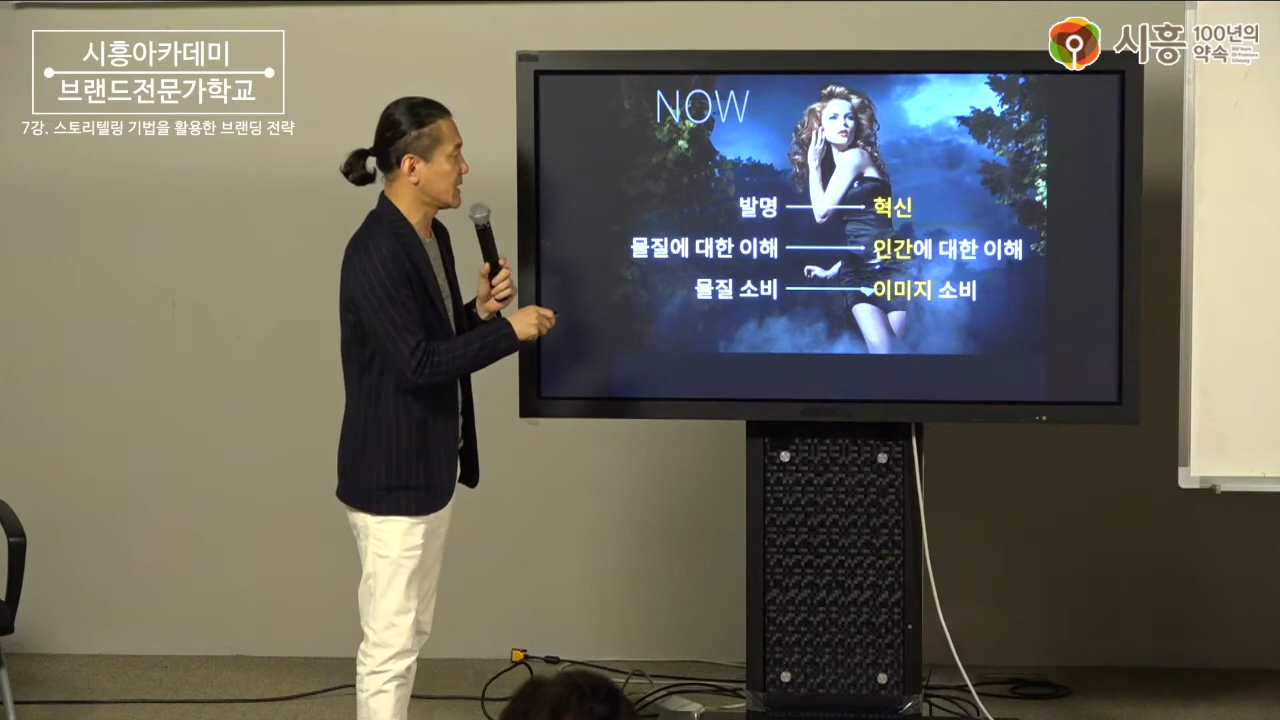 시흥아카데미
브랜드전문가학교
7강. 스토리텔링 기법을 활용한 브랜딩 전략
시흥 100년의 약속
NOW
발명 혁신
물질에 대한 이해 인간에 대한 이해
물질 소비 이미지 소비